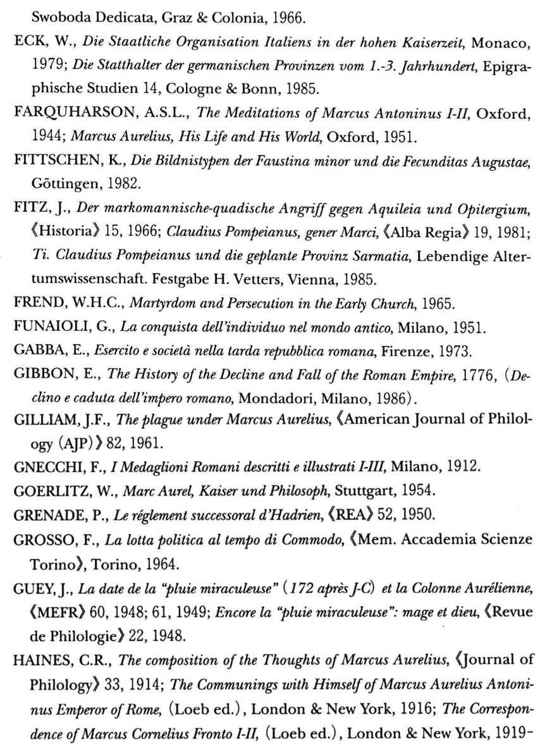 Swoboda Dedicata, Graz & Colonia, 1966.
ECK, W., Die Staatliche Organisation Italiens in der hohen Kaiserzeit, Monaco,
1979; Die Statthalter der germanischen Provinzen vom 1.-3. Jahrhundert, Epigra-
phische Studien 14, Cologne & Bonn, 1985.
FARQUHARSON, A.S.L., The Meditations of Marcus Antoninus I-II, Oxford,
1944; Marcus Aurelius, His Life and His World, Oxford, 1951.
FITTSCHEN, K., Die Bildnistypen der Faustina minor und die Fecunditas Augustae,
Göttingen, 1982.
FITZ, J., Der markomannische-quadische Angriff gegen Aquileia und Opitergium,
《Historia》 15, 1966; Claudius Pompeianus, gener Marci, 《Alba Regia》 19, 1981;
Ti. Claudius Pompeianus und die geplante Provinz Sarmatia, Lebendige Alter-
tumswissenschaft. Festgabe H. Vetters, Vienna, 1985.
FREND, W.H.C., Martyrdom and Persecution in the Early Church, 1965.
FUNAIOLI, G., La conquista dell'individuo nel mondo antico, Milano, 1951.
GABBA, E., Esercito e società nella tarda repubblica romana, Firenze, 1973.
GIBBON, E., The History of the Decline and Fall of the Roman Empire, 1776, (De-
clino e caduta dell'impero romano, Mondadori, Milano, 1986).
GILLIAM, J.F., The plague under Marcus Aurelius, 《American Journal of Philol-
ogy (AJP)》 82, 1961.
GNECCHI, F., I Medaglioni Romani descritti e illustrati I-III, Milano, 1912.
GOERLITZ, W., Marc Aurel, Kaiser und Philosoph, Stuttgart, 1954.
GRENADE, P., Le réglement successoral d'Hadrien, 《REA》 52, 1950.
GROSSO, F., La lotta politica al tempo di Commodo, 《Mem. Accademia Scienze
Torino》, Torino, 1964.
GUEY, J., La date de la "pluie miraculeuse" (172 après J-C) et la Colonne Aurélienne,
《MEFR》 60, 1948; 61, 1949; Encore la "pluie miraculeuse": mage et dieu, 《Revue
de Philologie》 22, 1948.
HAINES, C.R., The composition of the Thoughts of Marcus Aurelius, 《Journal of
Philology》 33, 1914; The Communings with Himself of Marcus Aurelius Antoni-
nus Emperor of Rome, (Loeb ed.), London & New York, 1916; The Correspon-
dence of Marcus Cornelius Fronto I-II, (Loeb ed.), London & New York, 1919-